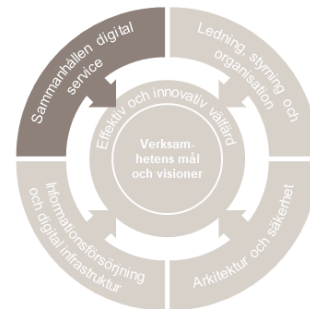 Sammanhållen digital
service
Ledning, styrning och
organisation
Effektiv och innovativ välfärd
Verksam-
hetens mål
och visioner
Informationsförsörjning
och digital infrastruktur
Arkitektur och säkerhet